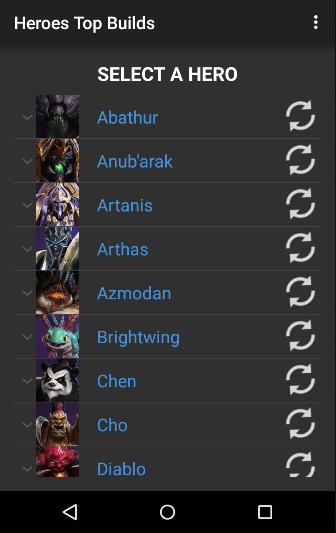 Heroes Top Builds
SELECT A HERO
Abathur
Anub'arak
Artanis
Arthas
Azmodan
Brightwing
Chen
Cho
Diablo